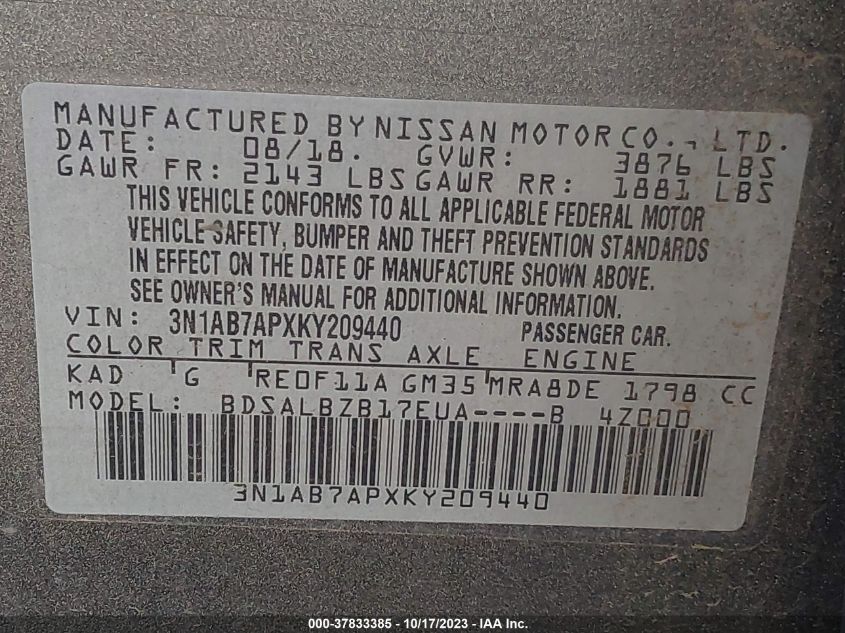 MANUFACTURED BY NISSAN MOTOR CO., LTD.
DATE: 08/18. GVWR: 3876 LBS
GAWR FR: 2143 LBS GAWR RR: 1881 LBS
THIS VEHICLE CONFORMS TO ALL APPLICABLE FEDERAL MOTOR
VEHICLE SAFETY, BUMPER AND THEFT PREVENTION STANDARDS
IN EFFECT ON THE DATE OF MANUFACTURE SHOWN ABOVE.
SEE OWNER'S MANUAL FOR ADDITIONAL INFORMATION.
VIN: 3N1AB7APXKY209440 PASSENGER CAR.
COLOR TRIM TRANS AXLE ENGINE
KAD G RE0F11A GM35 MRA8DE 1798 CC
MODEL: BDSALBZB17EUA----B 4Z000
3N1AB7APXKY209440
000-37833385 - 10/17/2023 - IAA Inc.